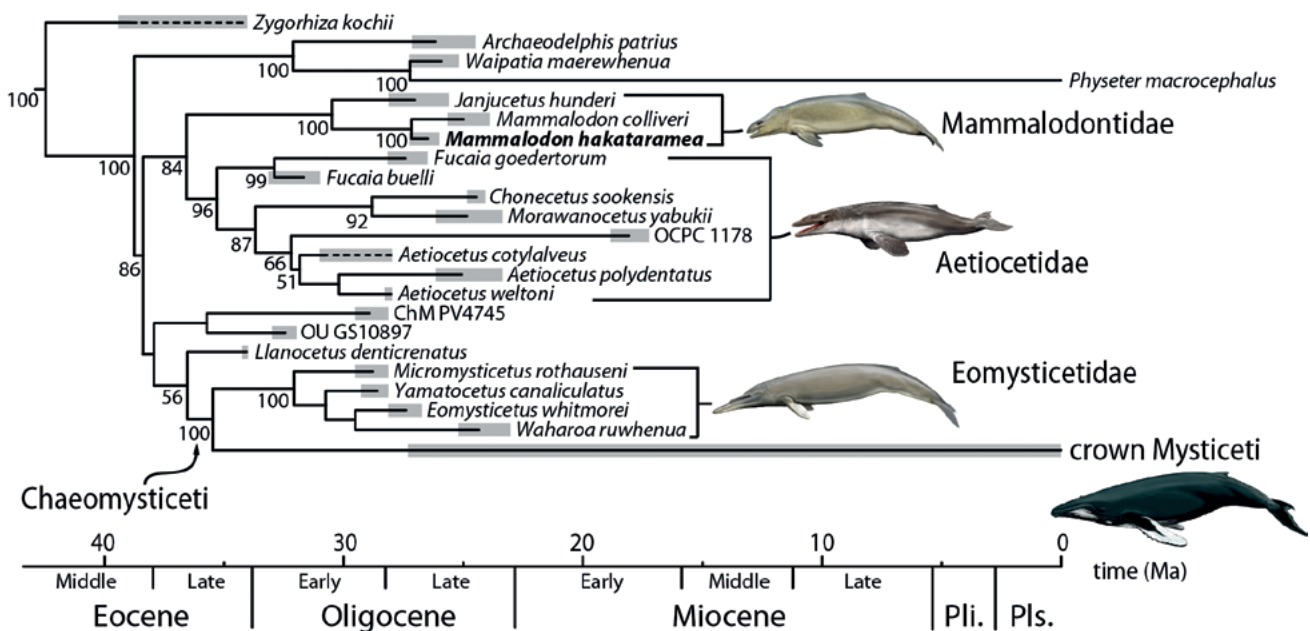 Zygorhiza kochii
Archaeodelphis patrius
100
Waipatia maerewhenua
100
Physeter macrocephalus
100
Janjucetus hunderi
100
Mammalodon colliveri
Mammalodontidae
100
Mammalodon hakataramea
100
84
Fucaia goedertorum
99
Fucaia buelli
96
Chonecetus sookensis
92
Morawanocetus yabukii
87
OCPC 1178
66
Aetiocetus cotylalveus
Aetiocetidae
86
51
Aetiocetus polydentatus
Aetiocetus weltoni
ChM PV4745
OU GS10897
Llanocetus denticrenatus
56
Micromysticetus rothauseni
Eomysticetidae
100
Yamatocetus canaliculatus
Eomysticetus whitmorei
100
Waharoa ruwhenua
crown Mysticeti
Chaeomysticeti
40 30 20 10 0
time (Ma)
Middle Late Early Late Early Middle Late
Eocene Oligocene Miocene Pli. Pls.